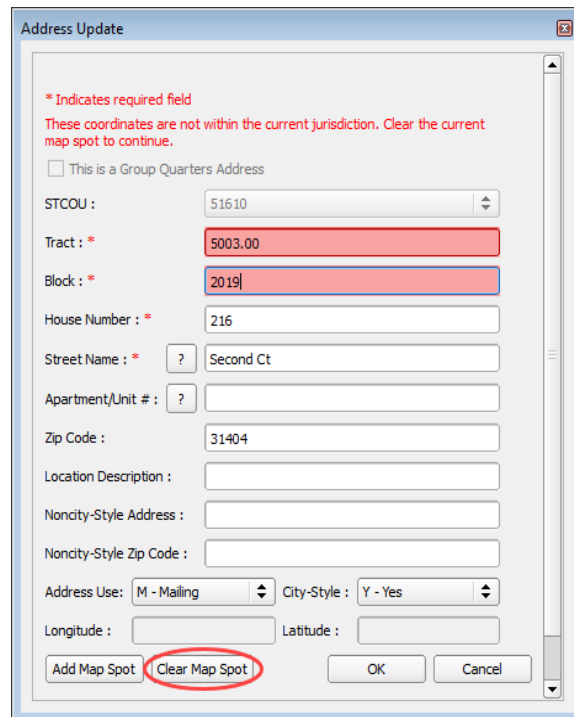 Address Update
* Indicates required field
These coordinates are not within the current jurisdiction. Clear the current
map spot to continue.
This is a Group Quarters Address
STCOU : 51610
Tract : * 5003.00
Block : * 2019
House Number : * 216
Street Name : * ? Second Ct
Apartment/Unit # : ?
Zip Code : 31404
Location Description :
Noncity-Style Address :
Noncity-Style Zip Code :
Address Use: M - Mailing City-Style : Y - Yes
Longitude : Latitude :
Add Map Spot Clear Map Spot OK Cancel